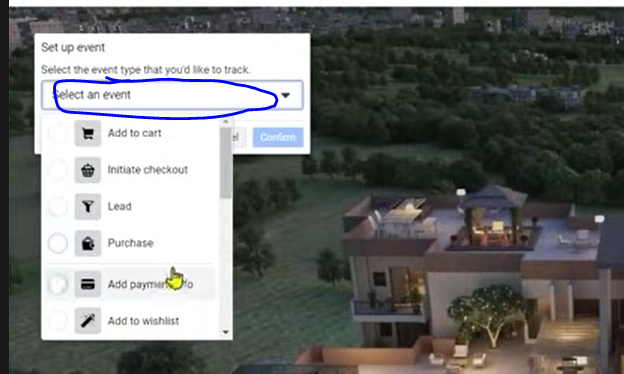 Set up event
Select the event type that you'd like to track.
Select an event
Confirm
Add to cart
Initiate checkout
Lead
Purchase
Add
Add to wishlist